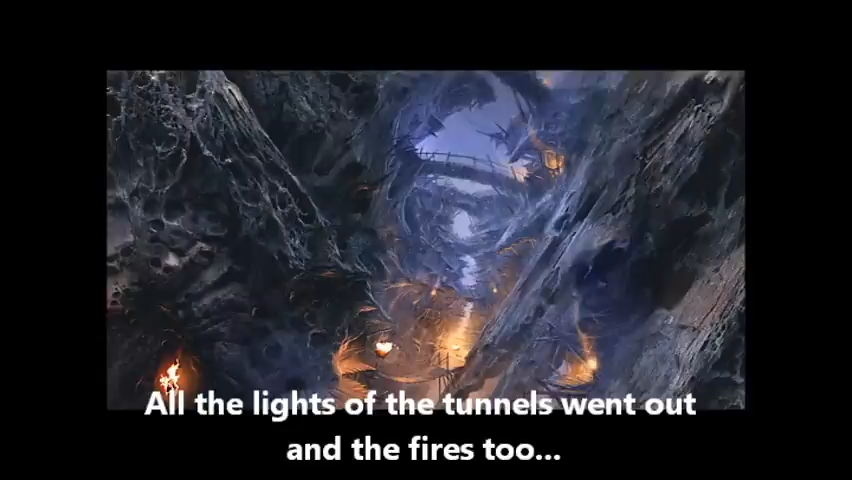 All the lights of the tunnels went out
and the fires too...